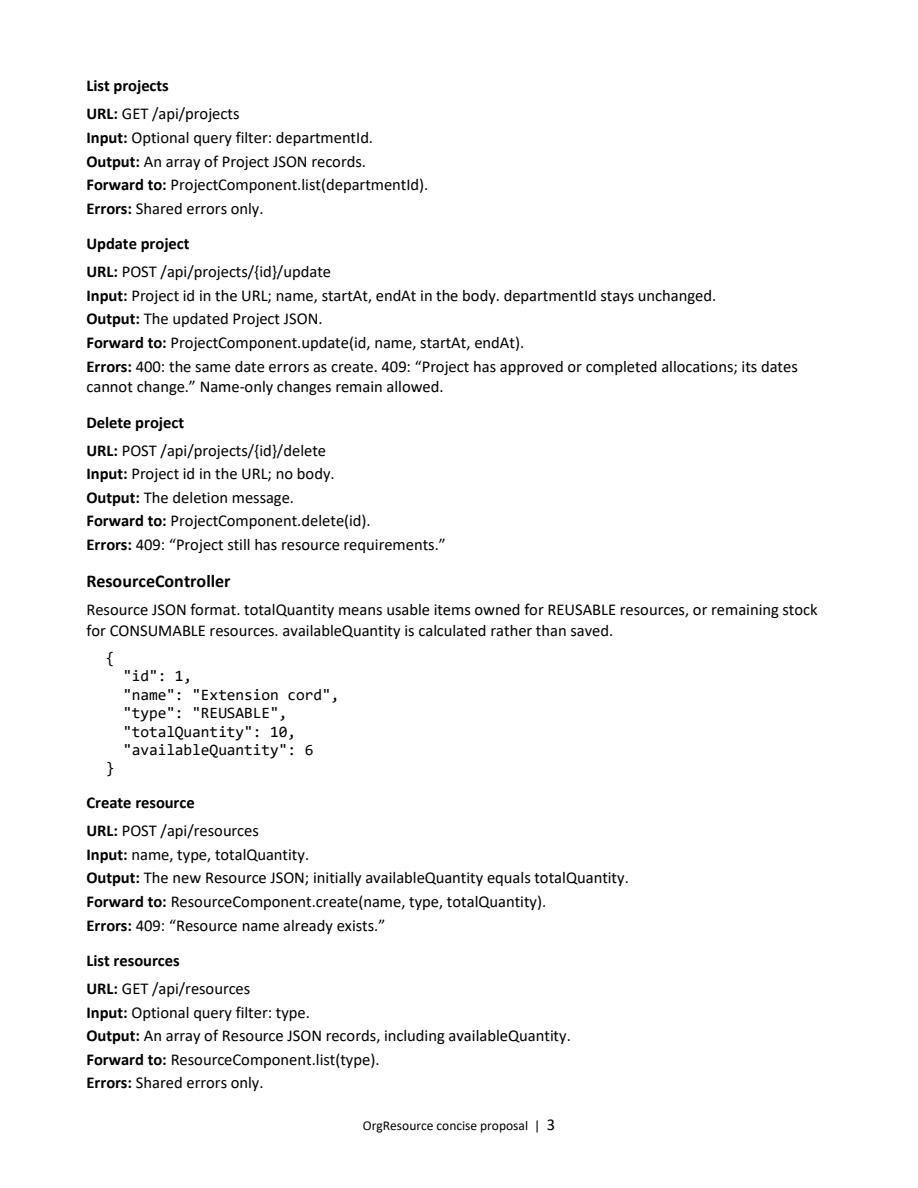 List projects
URL: GET /api/projects
Input: Optional query filter: departmentId.
Output: An array of Project JSON records.
Forward to: ProjectComponent.list(departmentId).
Errors: Shared errors only.
Update project
URL: POST /api/projects/{id}/update
Input: Project id in the URL; name, startAt, endAt in the body. departmentId stays unchanged.
Output: The updated Project JSON.
Forward to: ProjectComponent.update(id, name, startAt, endAt).
Errors: 400: the same date errors as create. 409: “Project has approved or completed allocations; its dates
cannot change.” Name-only changes remain allowed.
Delete project
URL: POST /api/projects/{id}/delete
Input: Project id in the URL; no body.
Output: The deletion message.
Forward to: ProjectComponent.delete(id).
Errors: 409: “Project still has resource requirements.”
ResourceController
Resource JSON format. totalQuantity means usable items owned for REUSABLE resources, or remaining stock
for CONSUMABLE resources. availableQuantity is calculated rather than saved.
{
"id": 1,
"name": "Extension cord",
"type": "REUSABLE",
"totalQuantity": 10,
"availableQuantity": 6
}
Create resource
URL: POST /api/resources
Input: name, type, totalQuantity.
Output: The new Resource JSON; initially availableQuantity equals totalQuantity.
Forward to: ResourceComponent.create(name, type, totalQuantity).
Errors: 409: “Resource name already exists.”
List resources
URL: GET /api/resources
Input: Optional query filter: type.
Output: An array of Resource JSON records, including availableQuantity.
Forward to: ResourceComponent.list(type).
Errors: Shared errors only.
OrgResource concise proposal | 3